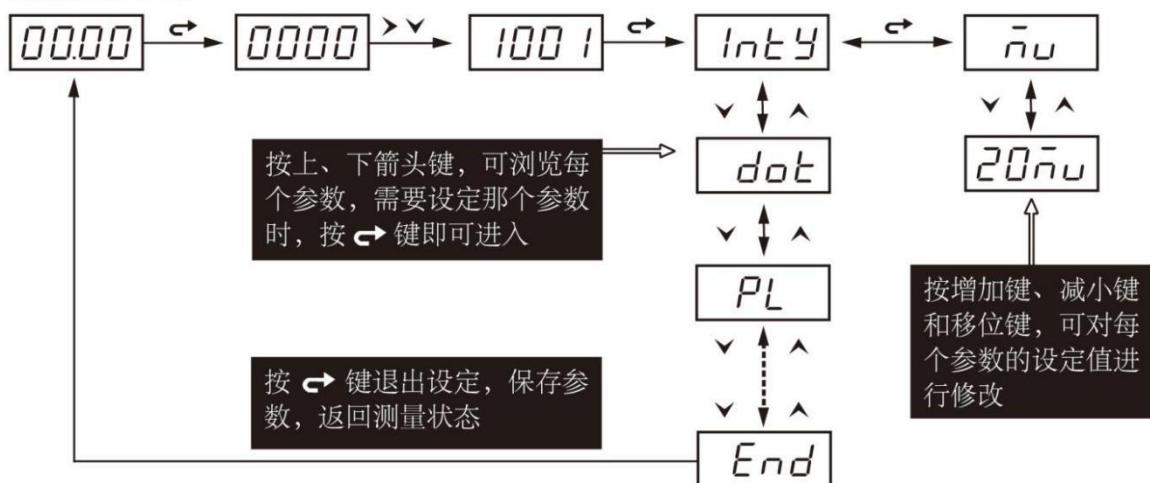 00.00
0000
1001
IntY
n̄u
按上、下箭头键，可浏览每
个参数，需要设定那个参数
时，按 键即可进入
dot
20n̄u
PL
按增加键、减小键
和移位键，可对每
个参数的设定值进
行修改
按 键退出设定，保存参
数，返回测量状态
End